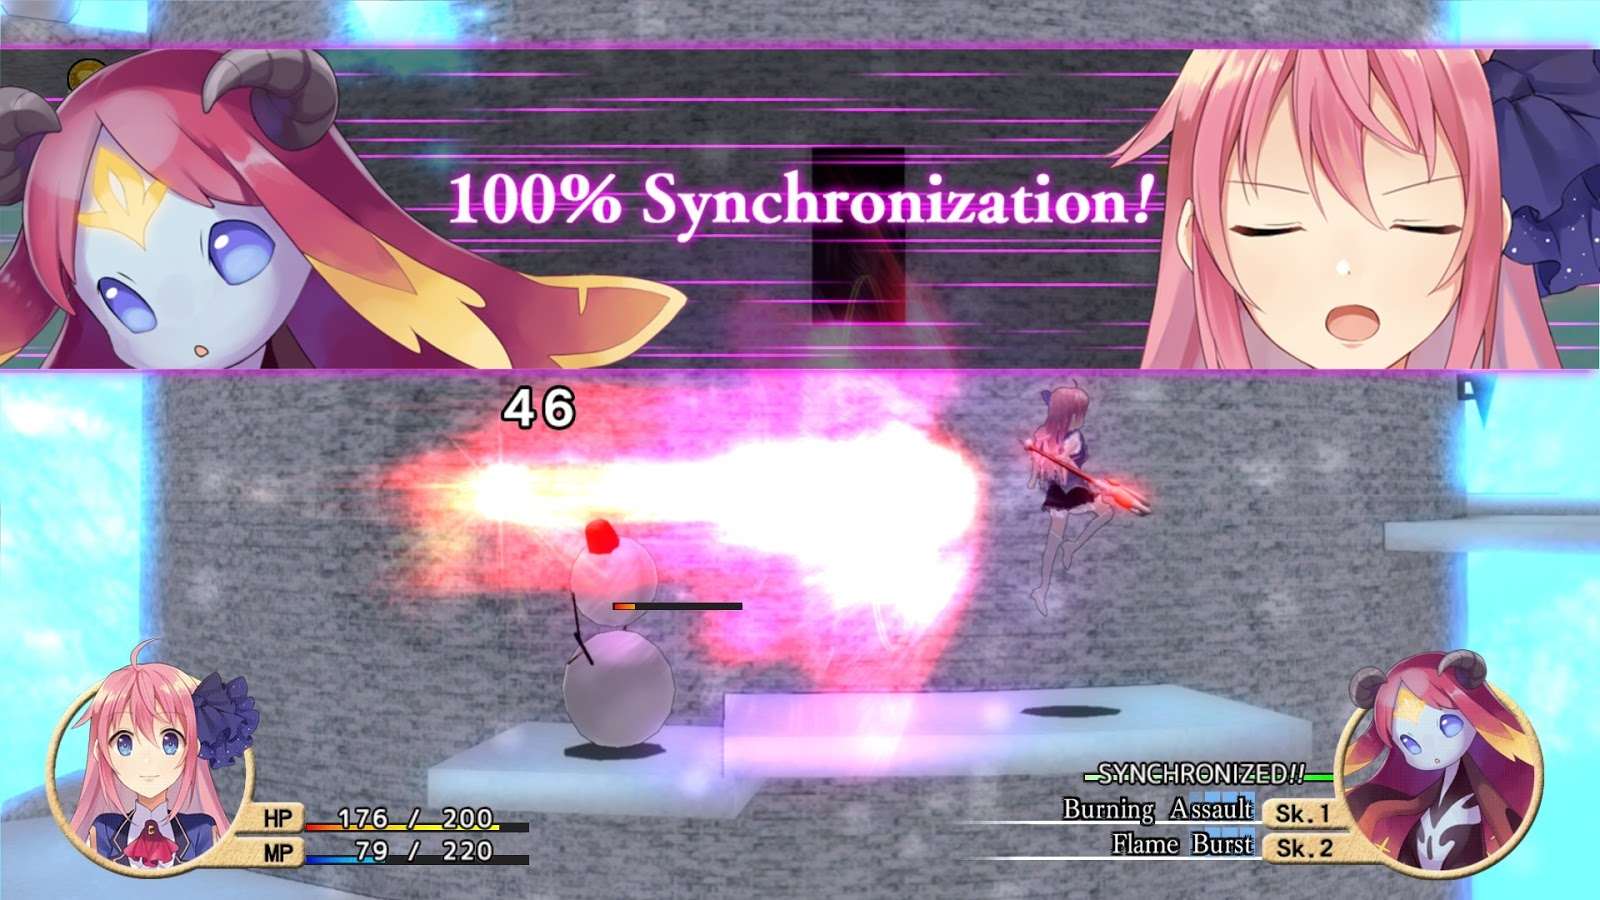 100% Synchronization!
46
HP 176 / 200
MP 79 / 220
SYNCHRONIZED!!
Burning Assault Sk.1
Flame Burst Sk.2